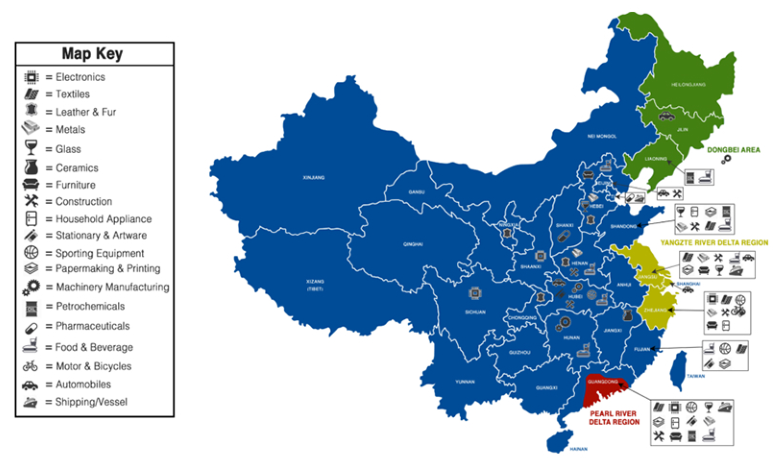 Map Key
= Electronics
= Textiles
= Leather & Fur
= Metals
= Glass
= Ceramics
= Furniture
= Construction
= Household Appliance
= Stationary & Artware
= Sporting Equipment
= Papermaking & Printing
= Machinery Manufacturing
= Petrochemicals
= Pharmaceuticals
= Food & Beverage
= Motor & Bicycles
= Automobiles
= Shipping/Vessel
HEILONGJIANG
JILIN
LIAONING
DONGBEI AREA
NEI MONGOL
XINJIANG
GANSU
BEIJING
HEBEI
SHANXI
SHANDONG
NINGXIA
QINGHAI
SHAANXI
HENAN
YANGZTE RIVER DELTA REGION
JIANGSU
SHANGHAI
ANHUI
XIZANG
(TIBET)
SICHUAN
HUBEI
CHONGQING
ZHEJIANG
HUNAN
JIANGXI
GUIZHOU
FUJIAN
YUNNAN
GUANGXI
GUANGDONG
TAIWAN
PEARL RIVER
DELTA REGION
HAINAN